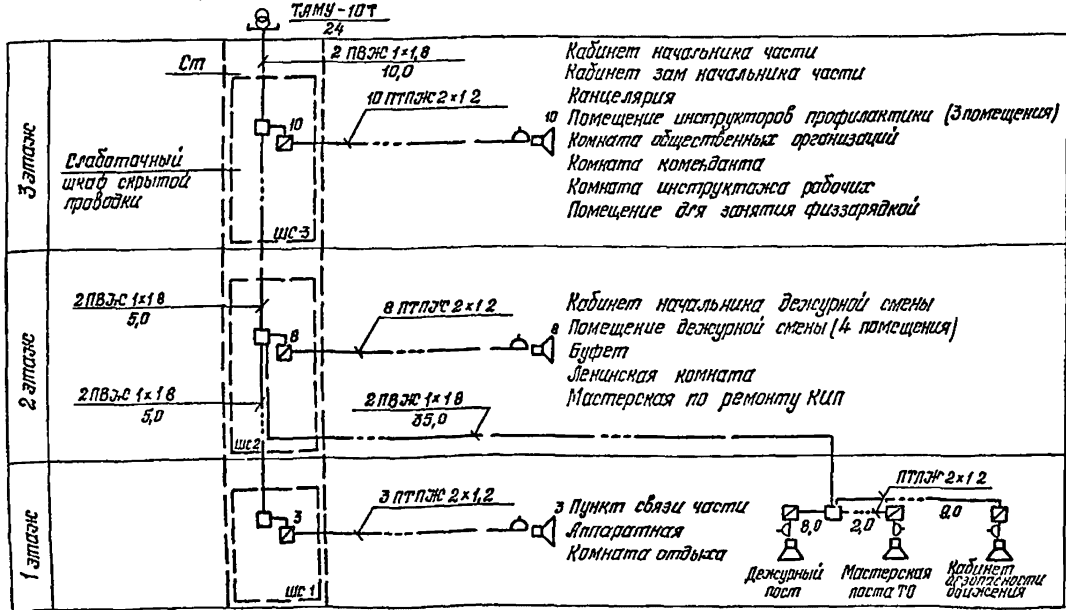 ТАМУ-10Т
24
2 ПВЖ 1×1,8
10,0
Ст
10 ПТПЖ 2×1 2
10
10
3 этаж
Слаботочный
шкаф скрытой
проводки
ШС-3
Кабинет начальника части
Кабинет зам начальника части
Канцелярия
Помещение инструкторов профилактики (3 помещения)
Комната общественных организаций
Комната коменданта
Комната инструктажа рабочих
Помещение для занятия физзарядкой
2 этаж
2 ПВЖ 1×1 8
5,0
8
8 ПТПЖ 2×1 2
8
2 ПВЖ 1×1 8
5,0
2 ПВЖ 1×1 8
35,0
ШС 2
Кабинет начальника дежурной смены
Помещение дежурной смены (4 помещения)
Буфет
Ленинская комната
Мастерская по ремонту КИП
1 этаж
3
3 ПТПЖ 2×1,2
3
ШС 1
Пункт связи части
Аппаратная
Комната отдыха
ПТПЖ 2×1 2
8,0
2,0
9,0
Дежурный
пост
Мастерская
поста ТО
Кабинет
безопасности
движения